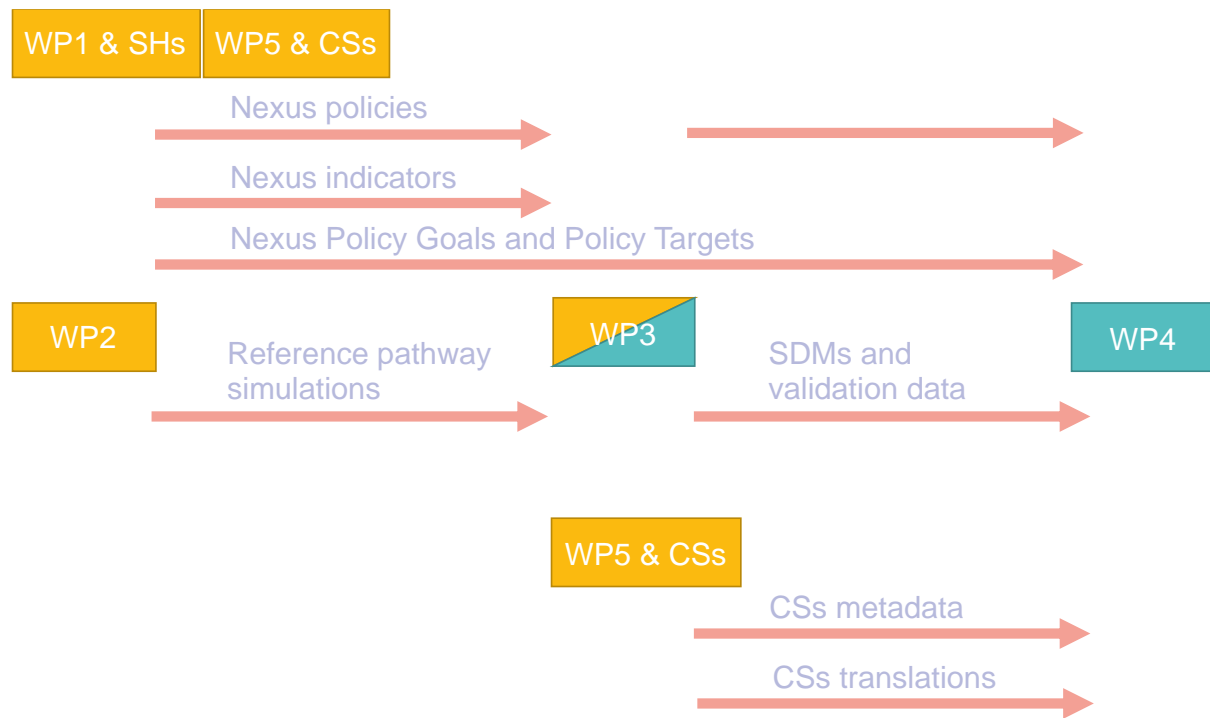 WP1 & SHs
WP5 & CSs
Nexus policies
Nexus indicators
Nexus Policy Goals and Policy Targets
WP2
WP3
WP4
Reference pathway
simulations
SDMs and
validation data
WP5 & CSs
CSs metadata
CSs translations